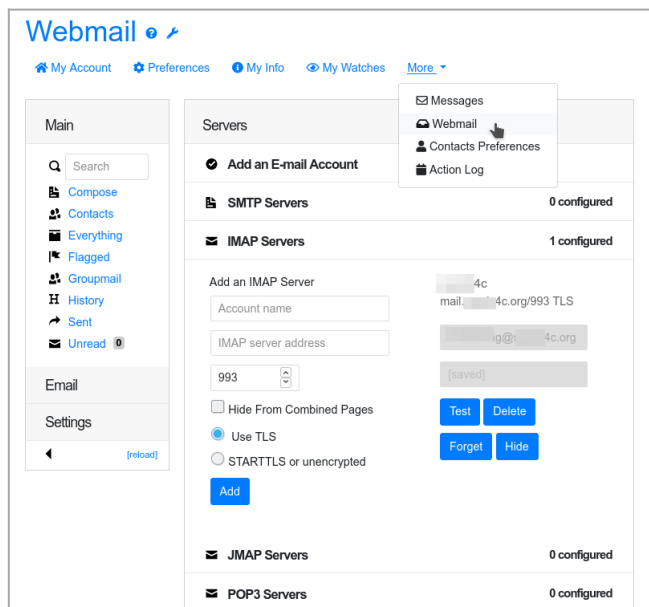 Webmail
My Account Preferences My Info My Watches More
Messages
Webmail
Contacts Preferences
Action Log
Main
Search
Compose
Contacts
Everything
Flagged
Groupmail
History
Sent
Unread 0
Email
Settings
[reload]
Servers
Add an E-mail Account
SMTP Servers 0 configured
IMAP Servers 1 configured
Add an IMAP Server
Account name
IMAP server address
993
Hide From Combined Pages
Use TLS
STARTTLS or unencrypted
Add
4c
mail. 4c.org/993 TLS
4c.org
[saved]
Test Delete
Forget Hide
JMAP Servers 0 configured
POP3 Servers 0 configured